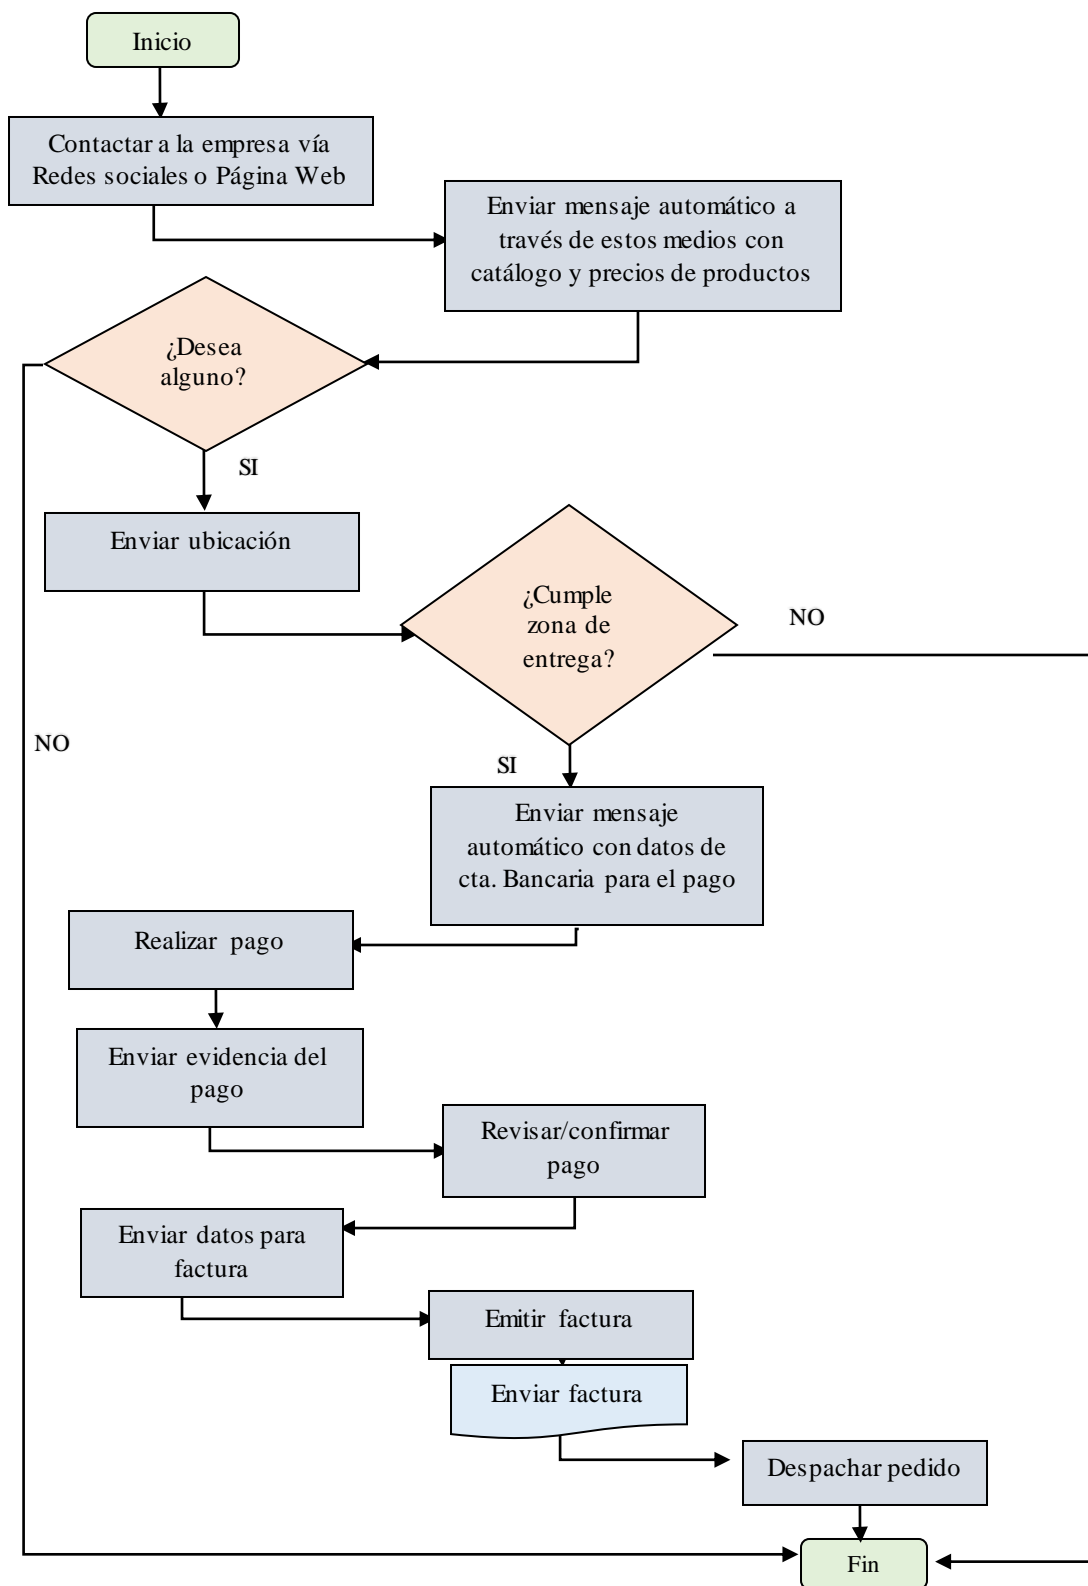 Inicio
Contactar a la empresa vía
Redes sociales o Página Web
Enviar mensaje automático a
través de estos medios con
catálogo y precios de productos
¿Desea
alguno?
SI
Enviar ubicación
¿Cumple
zona de
entrega?
NO
NO
SI
Enviar mensaje
automático con datos de
cta. Bancaria para el pago
Realizar pago
Enviar evidencia del
pago
Revisar/confirmar
pago
Enviar datos para
factura
Emitir factura
Enviar factura
Despachar pedido
Fin